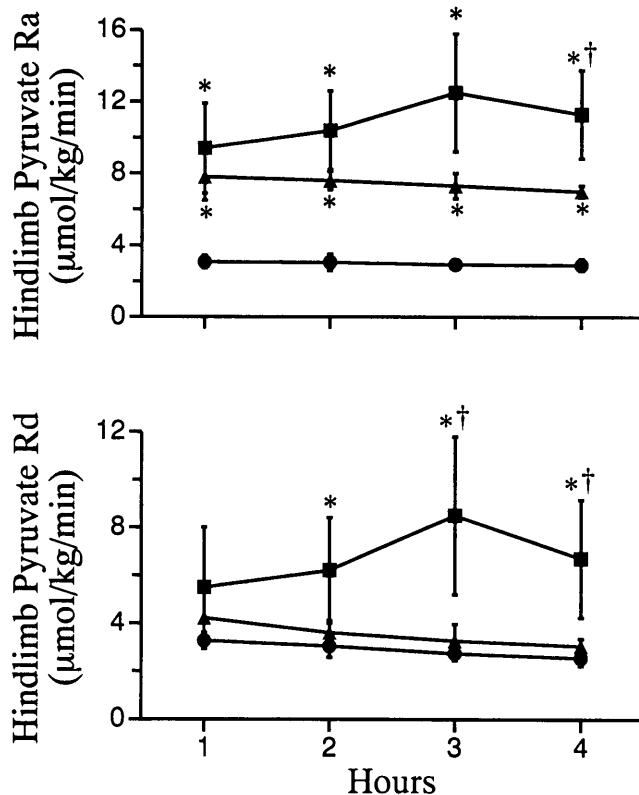 Hindlimb Pyruvate Ra
(μmol/kg/min)
16
12
8
4
0
* * * *†
* * * *
Hindlimb Pyruvate Rd
(μmol/kg/min)
12
8
4
0
* *† *†
1 2 3 4
Hours